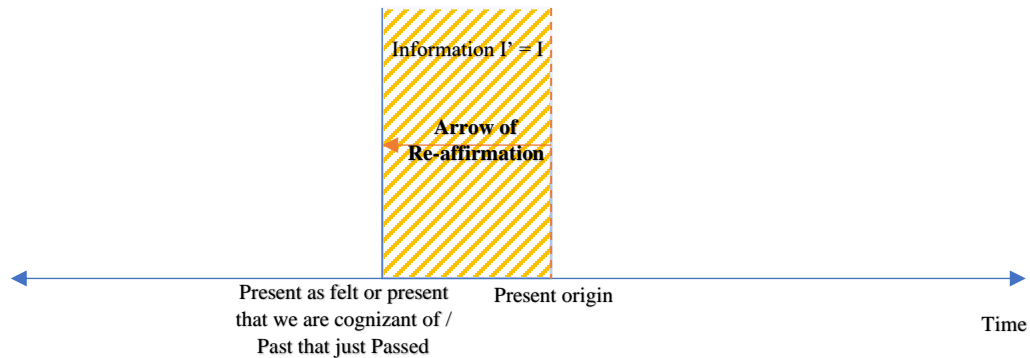 Information I’ = I
Arrow of
Re-affirmation
Present as felt or present
that we are cognizant of /
Past that just Passed
Present origin
Time